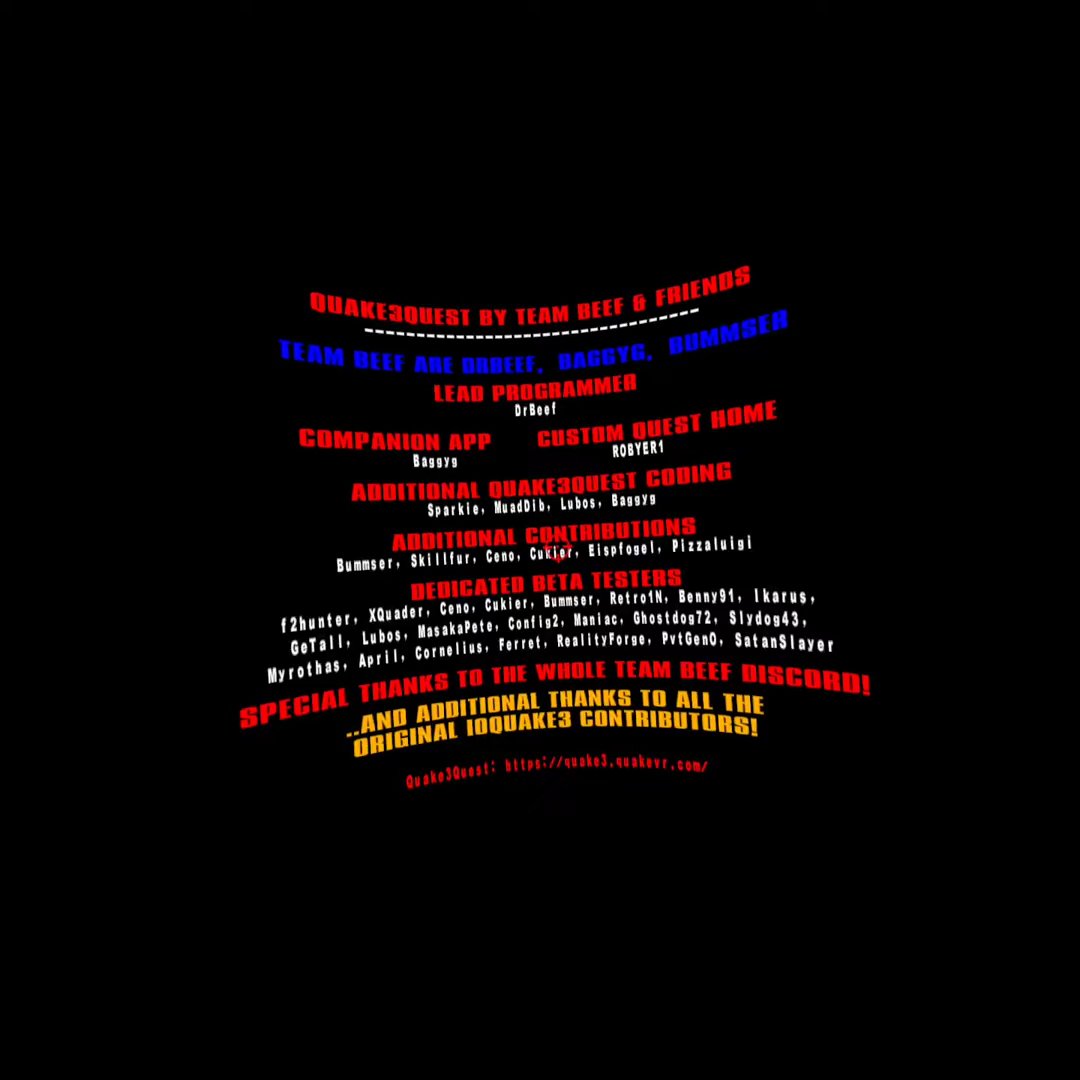 QUAKE3QUEST BY TEAM BEEF & FRIENDS
------------------------------------
TEAM BEEF ARE DRBEEF, BAGGYG, BUMMSER
LEAD PROGRAMMER
DrBeef
COMPANION APP CUSTOM QUEST HOME
Baggyg ROBYER1
ADDITIONAL QUAKE3QUEST CODING
Sparkie, MuadDib, Lubos, Baggyg
ADDITIONAL CONTRIBUTIONS
Bummser, Skillfur, Ceno, Cukier, Eispfogel, Pizzaluigi
DEDICATED BETA TESTERS
f2hunter, XQuader, Ceno, Cukier, Bummser, Retro1N, Benny91, Ikarus,
GeTall, Lubos, MasakaPete, Config2, Maniac, Ghostdog72, Slydog43,
Myrothas, April, Cornelius, Ferret, RealityForge, PvtGenO, SatanSlayer
SPECIAL THANKS TO THE WHOLE TEAM BEEF DISCORD!
..AND ADDITIONAL THANKS TO ALL THE
ORIGINAL IOQUAKE3 CONTRIBUTORS!
Quake3Quest: https://quake3.quakevr.com/